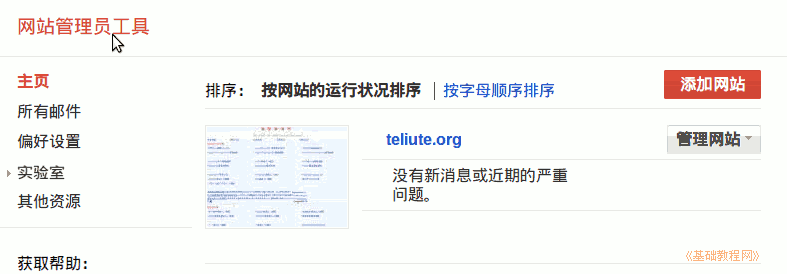 网站管理员工具
主页
所有邮件
偏好设置
实验室
其他资源
获取帮助:
排序: 按网站的运行状况排序 | 按字母顺序排序
添加网站
teliute.org
管理网站
没有新消息或近期的严重
问题。
《基础教程网》